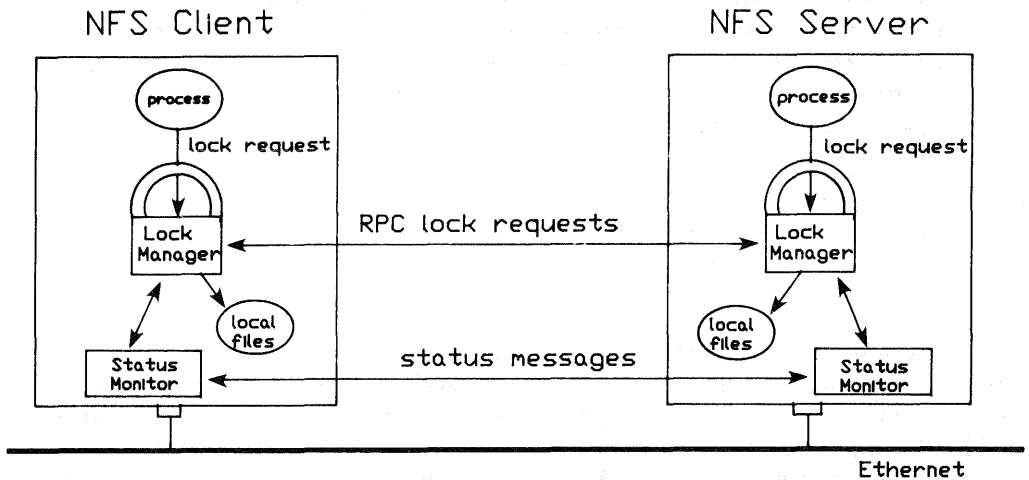 NFS Client
NFS Server
process
process
lock request
lock request
Lock
Manager
RPC lock requests
Lock
Manager
local
files
local
files
Status
Monitor
status messages
Status
Monitor
Ethernet